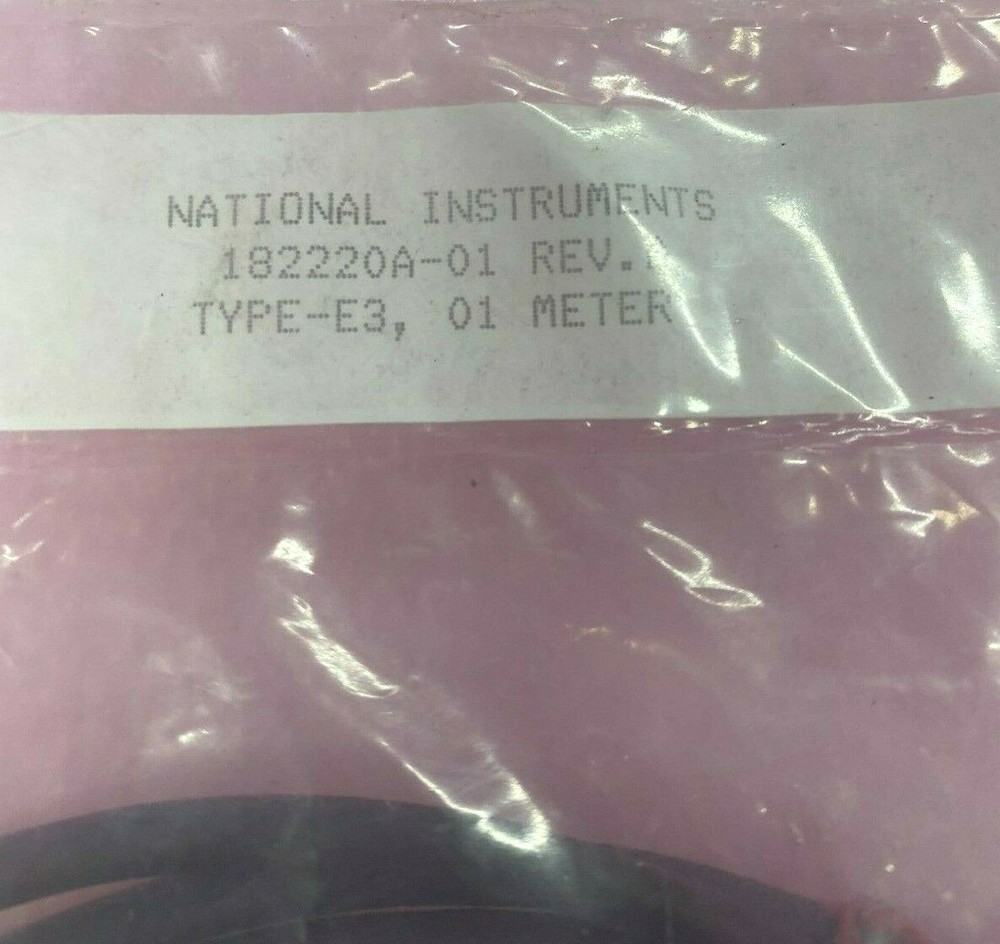 NATIONAL INSTRUMENTS
182220A-01 REV.
TYPE-E3, 01 METER